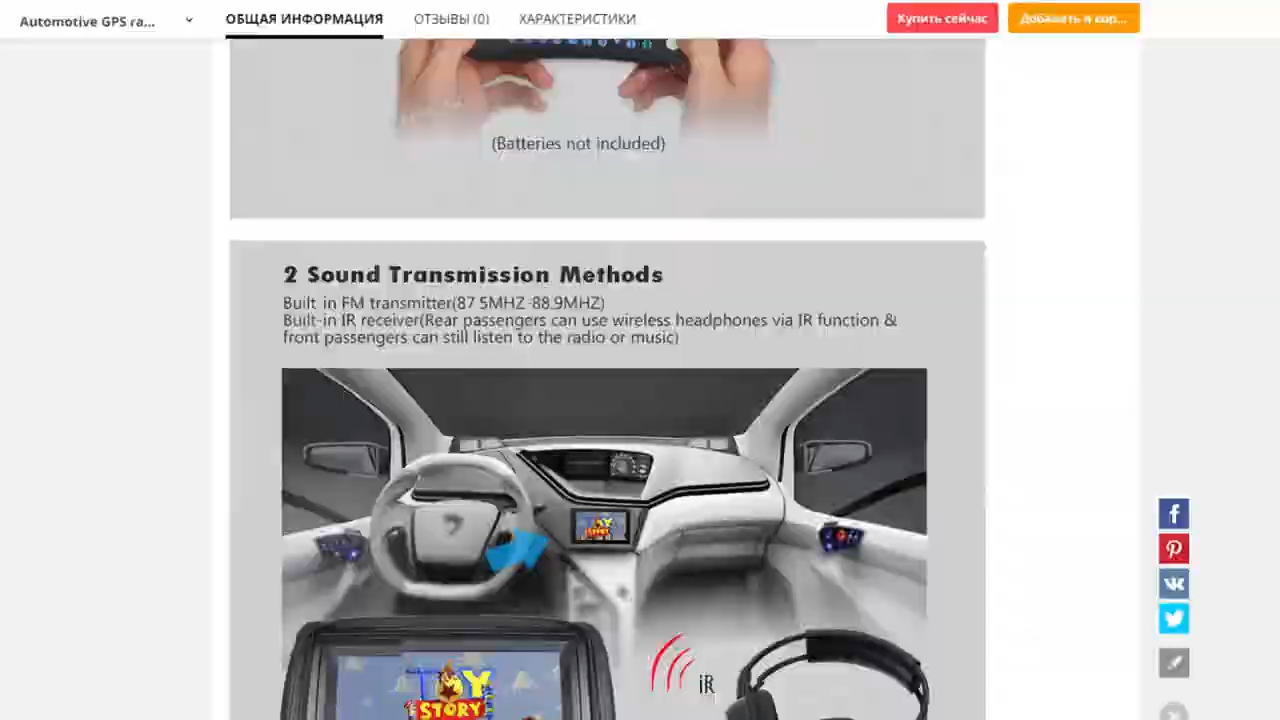 Automotive GPS ra...
ОБЩАЯ ИНФОРМАЦИЯ
ОТЗЫВЫ (0)
ХАРАКТЕРИСТИКИ
Купить сейчас
Добавить в кор...
(Batteries not included)
2 Sound Transmission Methods
Built in FM transmitter(87 5MHZ-88.9MHZ)
Built-in IR receiver(Rear passengers can use wireless headphones via IR function &
front passengers can still listen to the radio or music)
TOY
STORY
iR